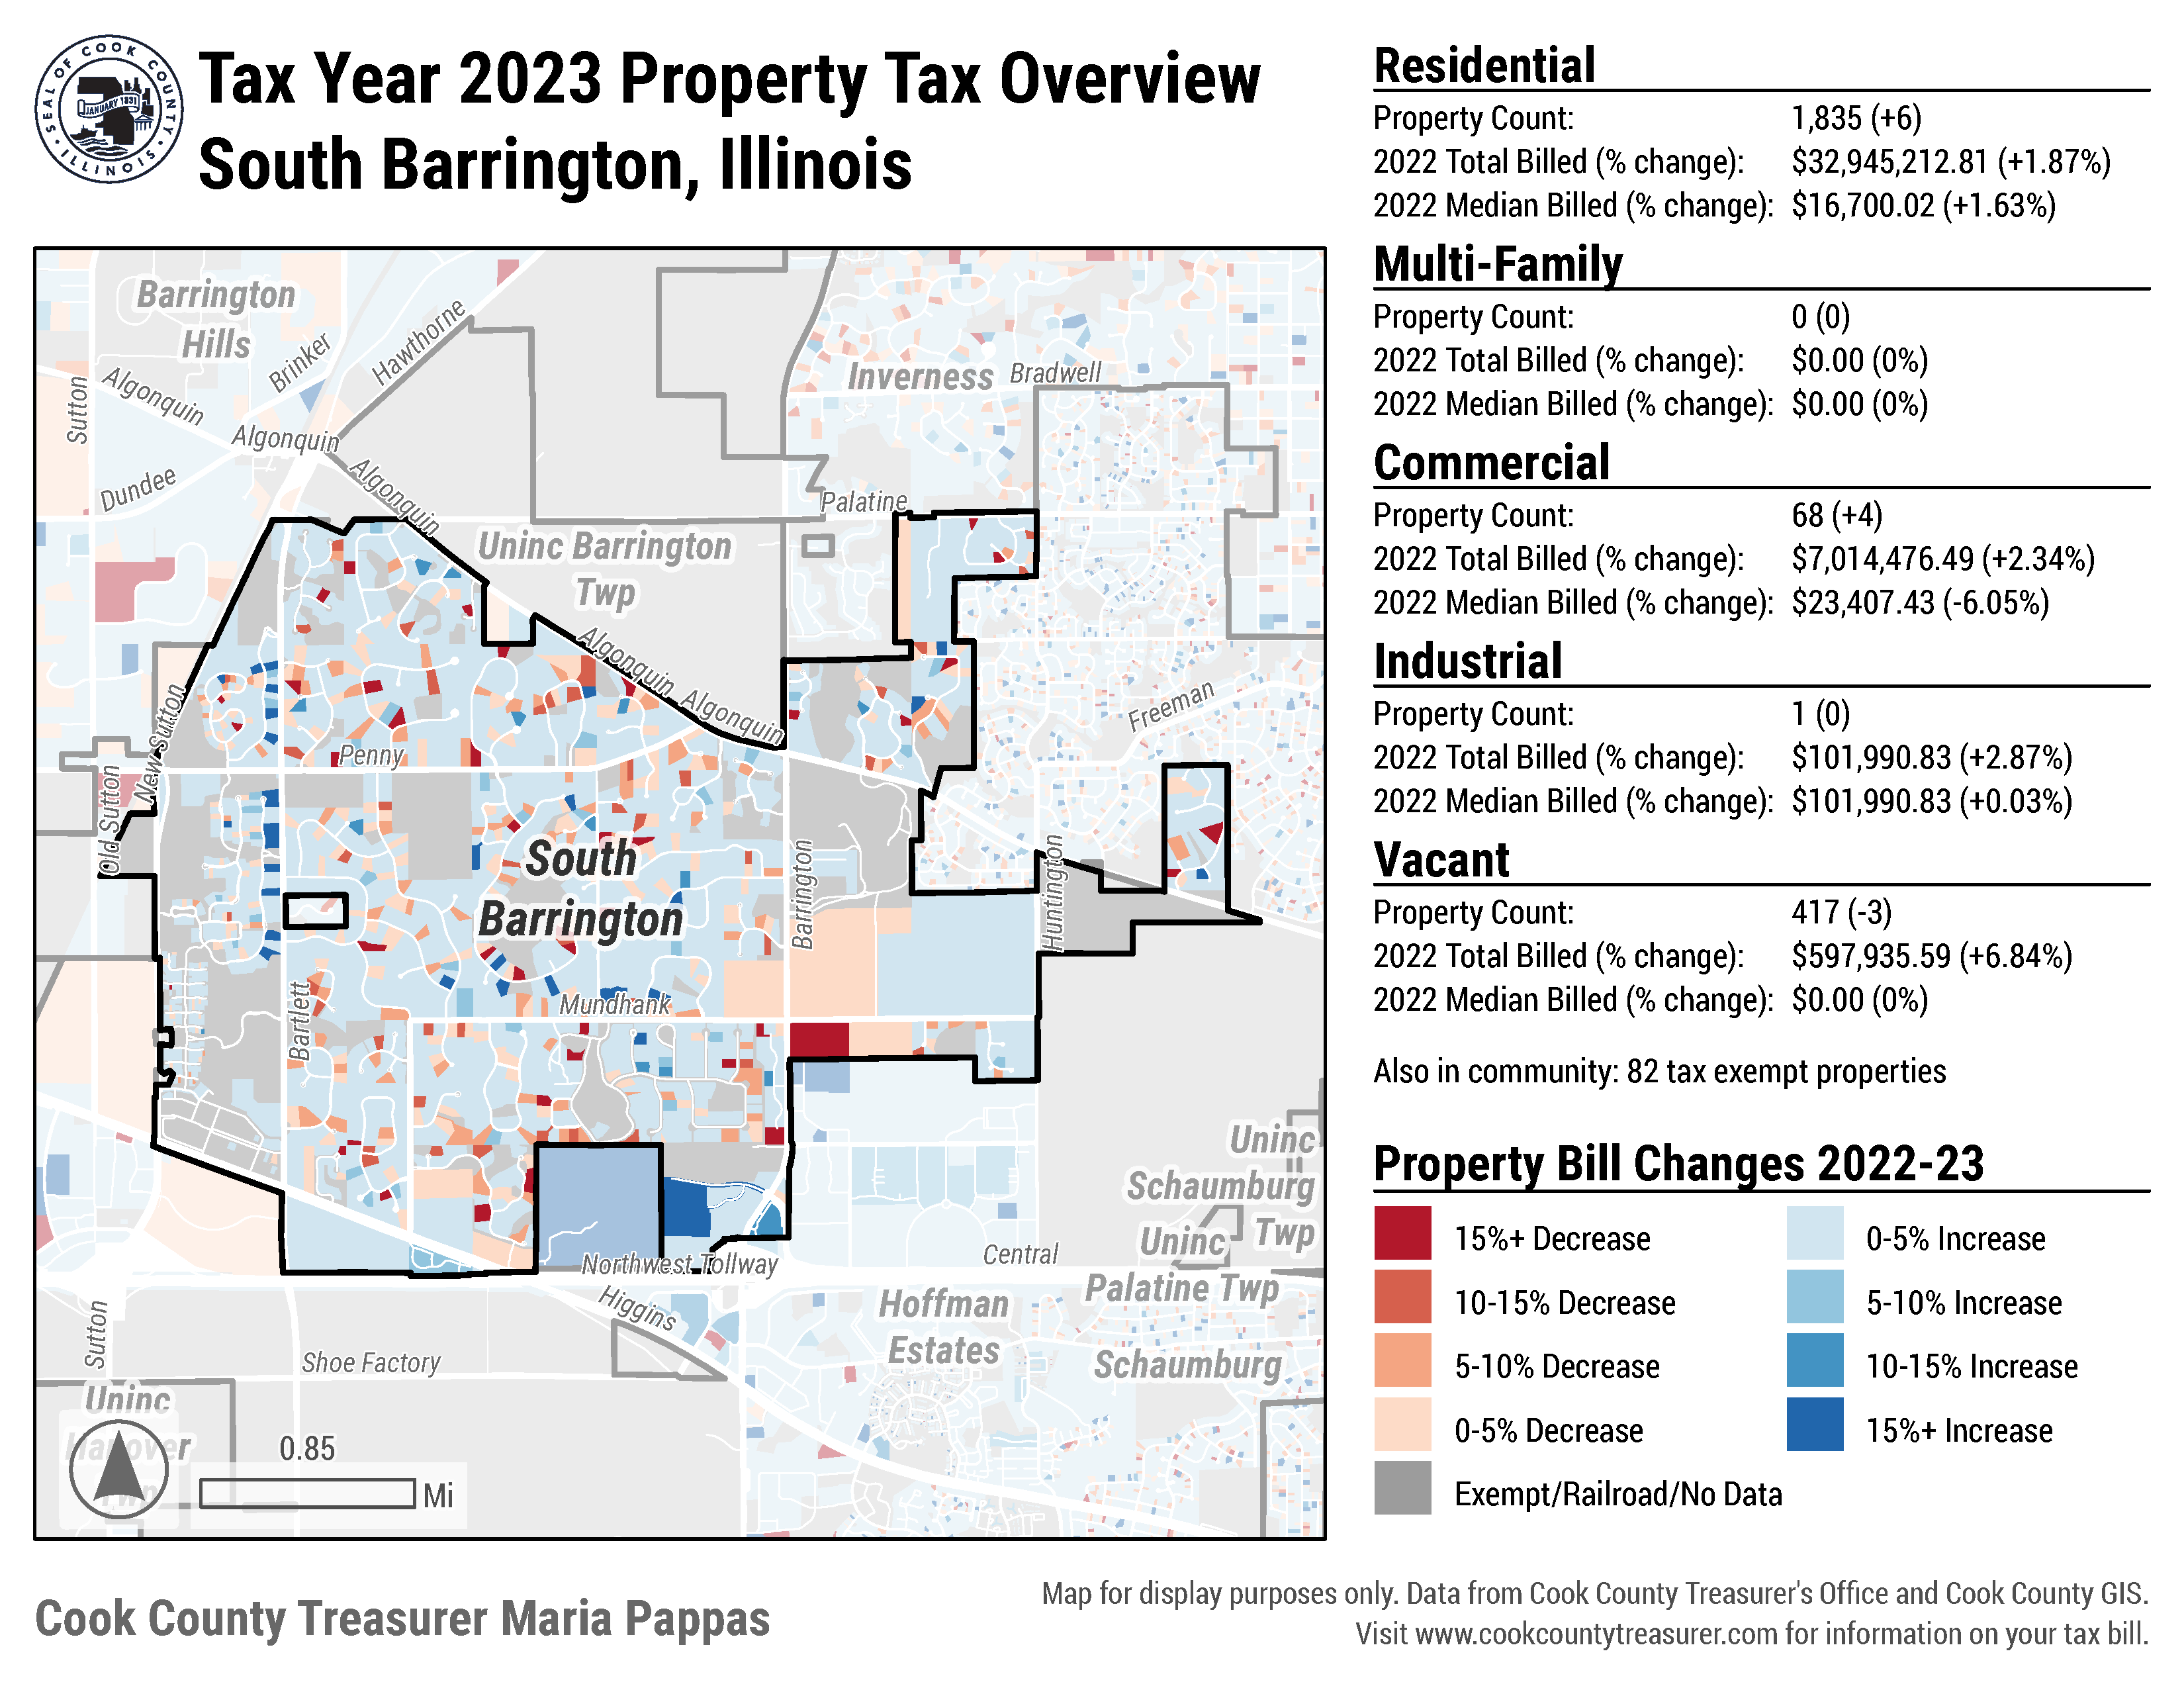 SEAL OF COOK COUNTY
JANUARY 1831
ILLINOIS
Tax Year 2023 Property Tax Overview
South Barrington, Illinois
Residential
Property Count: 1,835 (+6)
2022 Total Billed (% change): $32,945,212.81 (+1.87%)
2022 Median Billed (% change): $16,700.02 (+1.63%)
Multi-Family
Property Count: 0 (0)
2022 Total Billed (% change): $0.00 (0%)
2022 Median Billed (% change): $0.00 (0%)
Commercial
Property Count: 68 (+4)
2022 Total Billed (% change): $7,014,476.49 (+2.34%)
2022 Median Billed (% change): $23,407.43 (-6.05%)
Industrial
Property Count: 1 (0)
2022 Total Billed (% change): $101,990.83 (+2.87%)
2022 Median Billed (% change): $101,990.83 (+0.03%)
Vacant
Property Count: 417 (-3)
2022 Total Billed (% change): $597,935.59 (+6.84%)
2022 Median Billed (% change): $0.00 (0%)
Also in community: 82 tax exempt properties
Property Bill Changes 2022-23
15%+ Decrease
10-15% Decrease
5-10% Decrease
0-5% Decrease
Exempt/Railroad/No Data
0-5% Increase
5-10% Increase
10-15% Increase
15%+ Increase
Barrington
Hills
Brinker
Hawthorne
Sutton
Algonquin
Algonquin
Algonquin
Dundee
Inverness
Bradwell
Palatine
Uninc Barrington
Twp
Algonquin
Algonquin
New Sutton
Old Sutton
Penny
Freeman
South
Barrington
Barrington
Huntington
Bartlett
Mundhank
Uninc
Schaumburg
Twp
Uninc
Palatine Twp
Northwest Tollway
Central
Higgins
Hoffman
Estates
Schaumburg
Sutton
Shoe Factory
Uninc
Hanover
Twp
0.85
Mi
Cook County Treasurer Maria Pappas
Map for display purposes only. Data from Cook County Treasurer's Office and Cook County GIS.
Visit www.cookcountytreasurer.com for information on your tax bill.